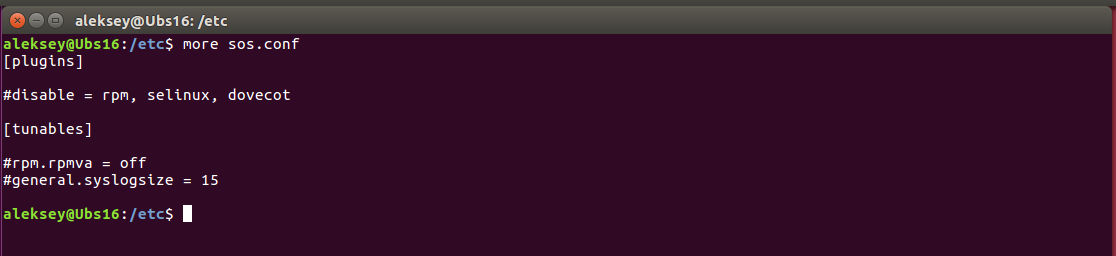 aleksey@Ubs16: /etc
aleksey@Ubs16:/etc$ more sos.conf
[plugins]
#disable = rpm, selinux, dovecot
[tunables]
#rpm.rpmva = off
#general.syslogsize = 15
aleksey@Ubs16:/etc$